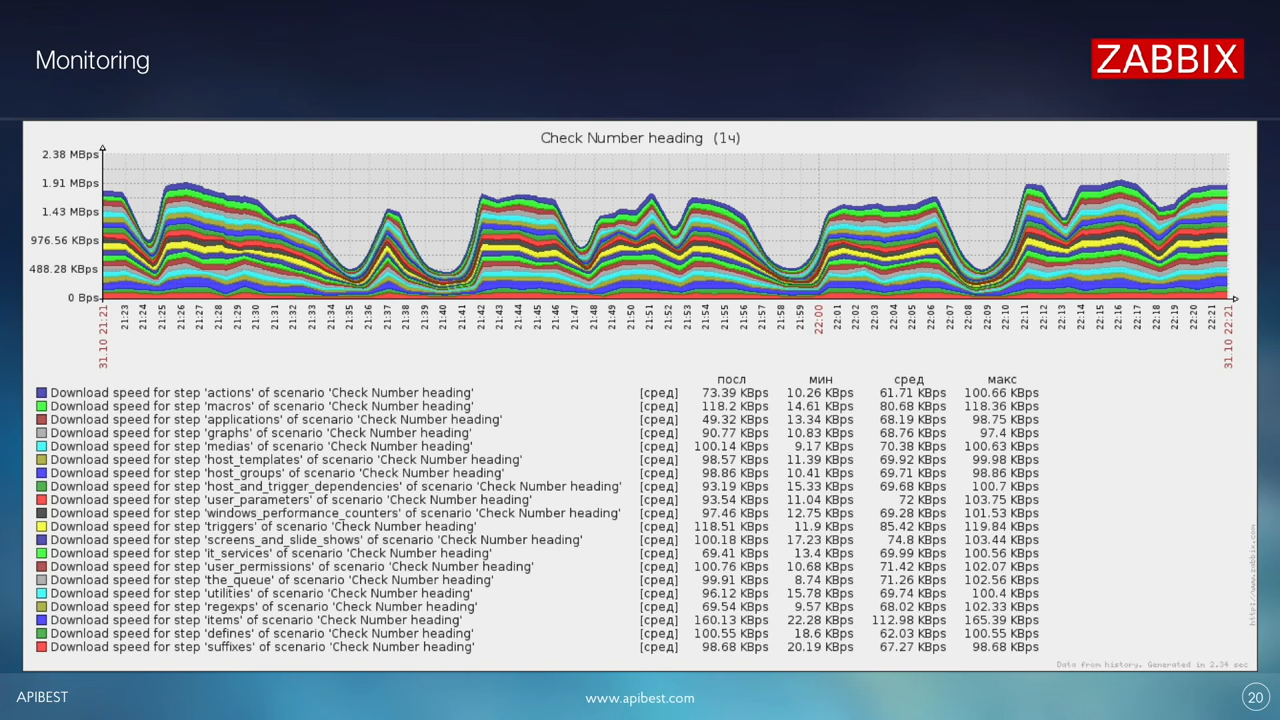 Monitoring
ZABBIX
Check Number heading (1ч)
2.38 MBps
1.91 MBps
1.43 MBps
976.56 KBps
488.28 KBps
0 Bps
31.10 21:21 21:23 21:24 21:25 21:26 21:27 21:28 21:29 21:30 21:31 21:32 21:33 21:34 21:35 21:36 21:37 21:38 21:39 21:40 21:41 21:42 21:43 21:44 21:45 21:46 21:48 21:49 21:50 21:51 21:52 21:53 21:54 21:55 21:56 21:57 21:58 21:59 22:00 22:01 22:02 22:03 22:04 22:05 22:06 22:07 22:08 22:09 22:10 22:11 22:12 22:13 22:14 22:15 22:16 22:17 22:18 22:19 22:20 22:21 31.10 22:21
посл мин сред макс
Download speed for step 'actions' of scenario 'Check Number heading' [сред] 73.39 KBps 10.26 KBps 61.71 KBps 100.66 KBps
Download speed for step 'macros' of scenario 'Check Number heading' [сред] 118.2 KBps 14.61 KBps 80.68 KBps 118.36 KBps
Download speed for step 'applications' of scenario 'Check Number heading' [сред] 49.32 KBps 13.34 KBps 68.19 KBps 98.75 KBps
Download speed for step 'graphs' of scenario 'Check Number heading' [сред] 90.77 KBps 10.83 KBps 68.76 KBps 97.4 KBps
Download speed for step 'medias' of scenario 'Check Number heading' [сред] 100.14 KBps 9.17 KBps 70.38 KBps 100.63 KBps
Download speed for step 'host_templates' of scenario 'Check Number heading' [сред] 98.57 KBps 11.39 KBps 69.92 KBps 99.98 KBps
Download speed for step 'host_groups' of scenario 'Check Number heading' [сред] 98.86 KBps 10.41 KBps 69.71 KBps 98.86 KBps
Download speed for step 'host_and_trigger_dependencies' of scenario 'Check Number heading' [сред] 93.19 KBps 15.33 KBps 69.68 KBps 100.7 KBps
Download speed for step 'user_parameters' of scenario 'Check Number heading' [сред] 93.54 KBps 11.04 KBps 72 KBps 103.75 KBps
Download speed for step 'windows_performance_counters' of scenario 'Check Number heading' [сред] 97.46 KBps 12.75 KBps 69.28 KBps 101.53 KBps
Download speed for step 'triggers' of scenario 'Check Number heading' [сред] 118.51 KBps 11.9 KBps 85.42 KBps 119.84 KBps
Download speed for step 'screens_and_slide_shows' of scenario 'Check Number heading' [сред] 100.18 KBps 17.23 KBps 74.8 KBps 103.44 KBps
Download speed for step 'it_services' of scenario 'Check Number heading' [сред] 69.41 KBps 13.4 KBps 69.99 KBps 100.56 KBps
Download speed for step 'user_permissions' of scenario 'Check Number heading' [сред] 100.76 KBps 10.68 KBps 71.42 KBps 102.07 KBps
Download speed for step 'the_queue' of scenario 'Check Number heading' [сред] 99.91 KBps 8.74 KBps 71.26 KBps 102.56 KBps
Download speed for step 'utilities' of scenario 'Check Number heading' [сред] 96.12 KBps 15.78 KBps 69.74 KBps 100.4 KBps
Download speed for step 'regexps' of scenario 'Check Number heading' [сред] 69.54 KBps 9.57 KBps 68.02 KBps 102.33 KBps
Download speed for step 'items' of scenario 'Check Number heading' [сред] 160.13 KBps 22.28 KBps 112.98 KBps 165.39 KBps
Download speed for step 'defines' of scenario 'Check Number heading' [сред] 100.55 KBps 18.6 KBps 62.03 KBps 100.55 KBps
Download speed for step 'suffixes' of scenario 'Check Number heading' [сред] 98.68 KBps 20.19 KBps 67.27 KBps 98.68 KBps
http://www.zabbix.com
Data from history. Generated in 2.34 sec
APIBEST
www.apibest.com
20